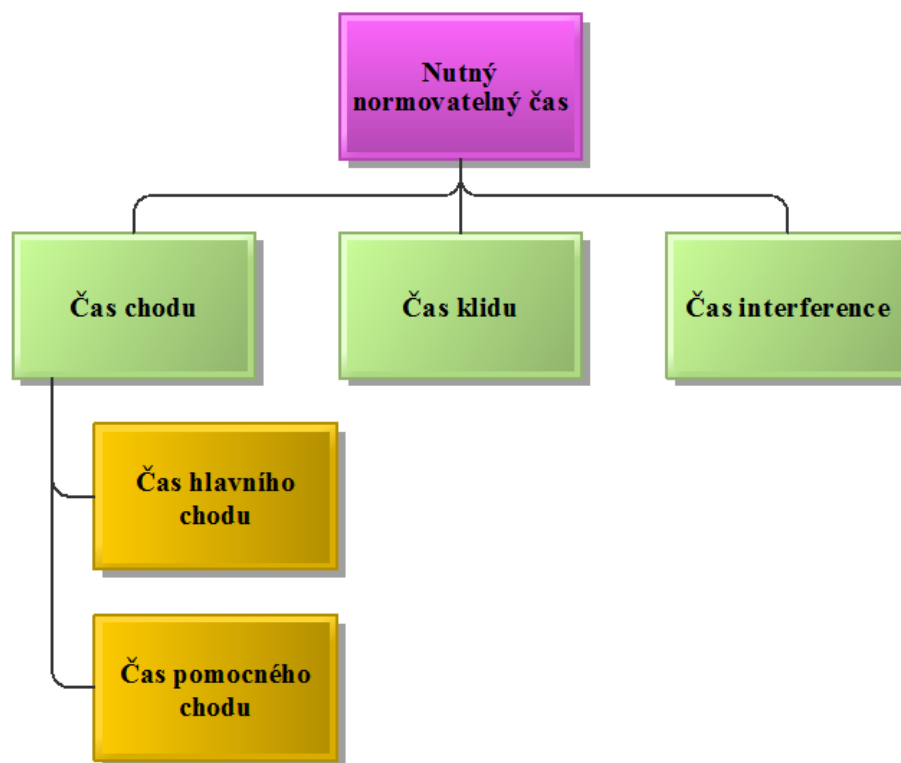 Nutný
normovatelný čas
Čas chodu
Čas klidu
Čas interference
Čas hlavního
chodu
Čas pomocného
chodu